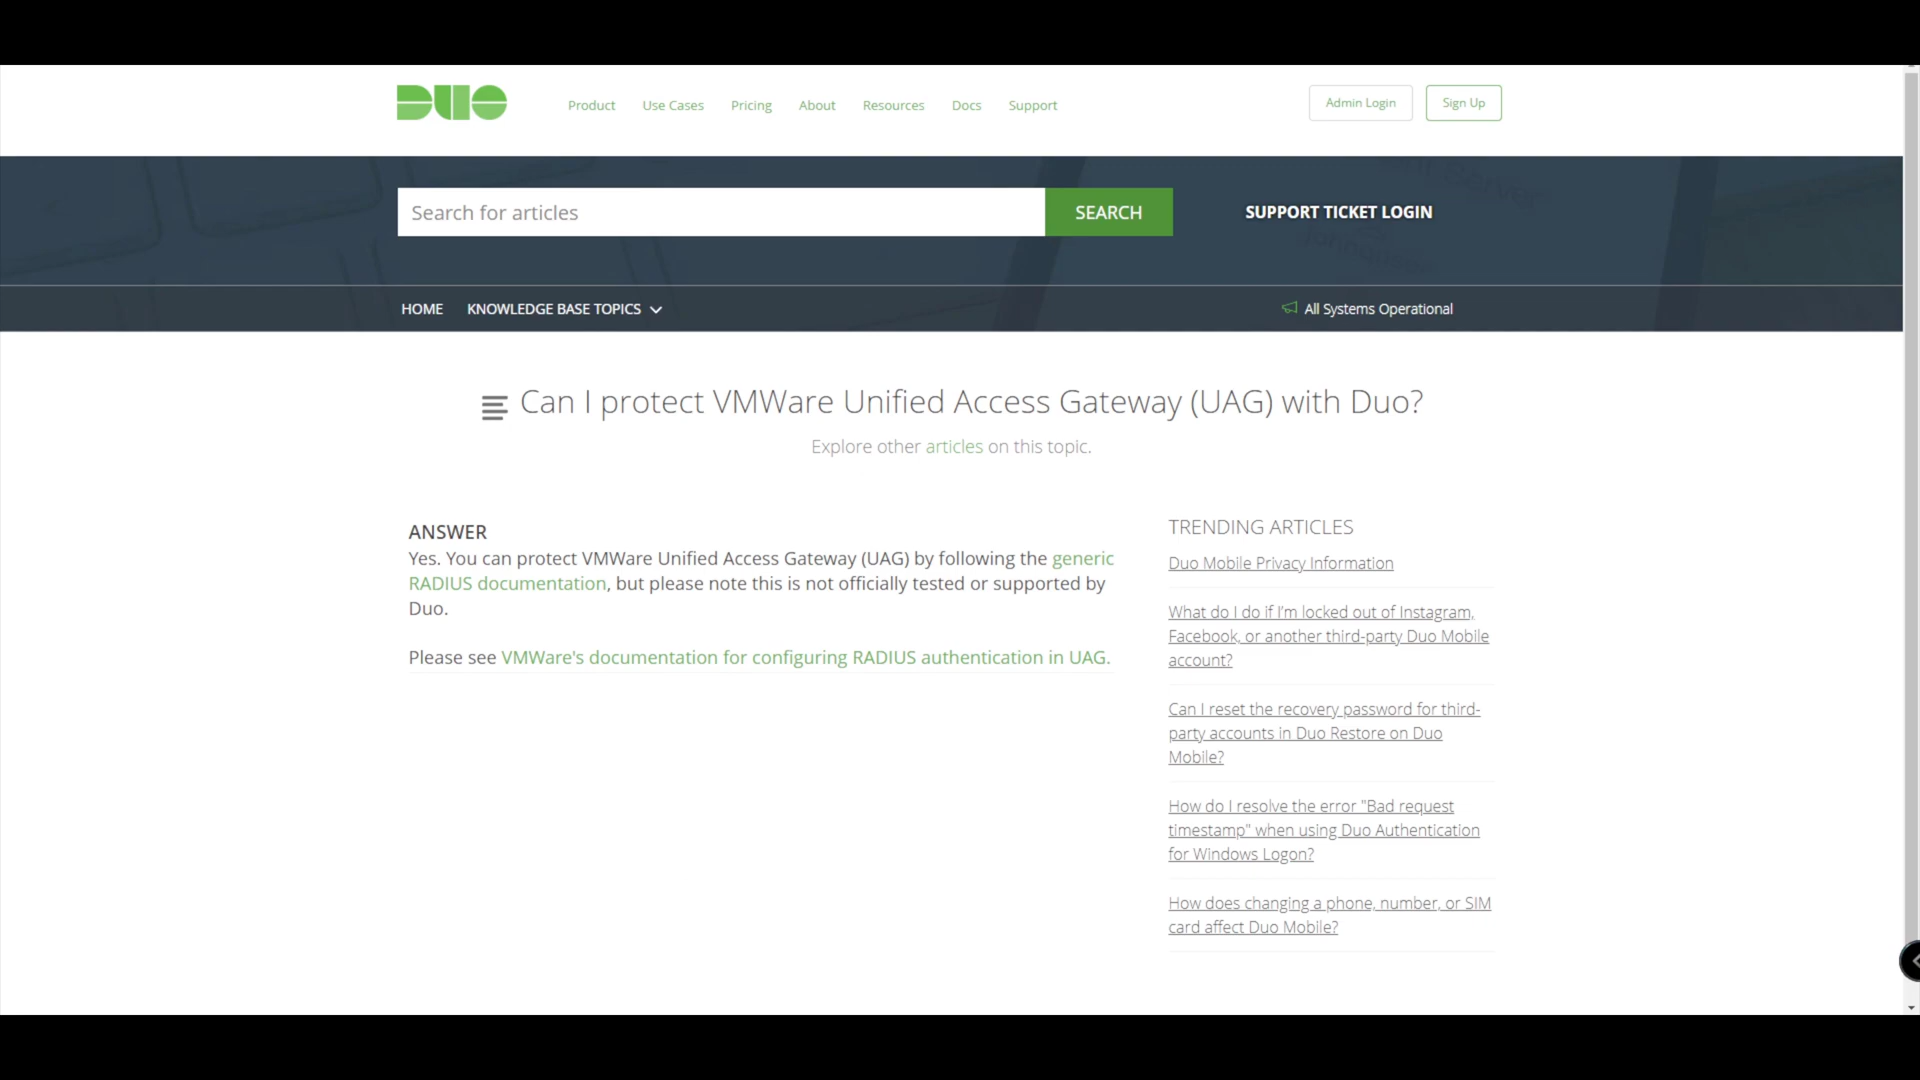 DUO
Product Use Cases Pricing About Resources Docs Support
Admin Login Sign Up
Search for articles SEARCH SUPPORT TICKET LOGIN
HOME KNOWLEDGE BASE TOPICS All Systems Operational
Can I protect VMWare Unified Access Gateway (UAG) with Duo?
Explore other articles on this topic.
ANSWER
Yes. You can protect VMWare Unified Access Gateway (UAG) by following the generic
RADIUS documentation, but please note this is not officially tested or supported by
Duo.
Please see VMWare's documentation for configuring RADIUS authentication in UAG.
TRENDING ARTICLES
Duo Mobile Privacy Information
What do I do if I’m locked out of Instagram,
Facebook, or another third-party Duo Mobile
account?
Can I reset the recovery password for third-
party accounts in Duo Restore on Duo
Mobile?
How do I resolve the error "Bad request
timestamp" when using Duo Authentication
for Windows Logon?
How does changing a phone, number, or SIM
card affect Duo Mobile?